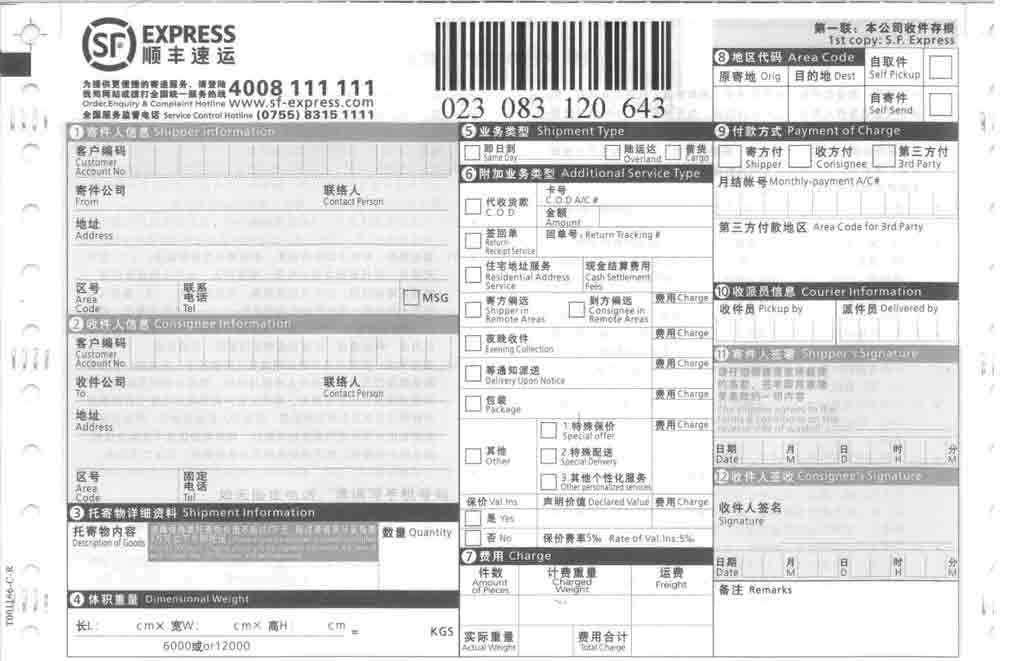 SF EXPRESS
顺丰速运
为提供更便捷的寄递服务，请登陆
我司网站或拨打全国统一服务热线 4008 111 111
Order,Enquiry & Complaint Hotline www.sf-express.com
全国服务监督电话 Service Control Hotline (0755) 8315 1111
023 083 120 643
第一联：本公司收件存根
1st copy: S.F. Express
① 寄件人信息 Shipper Information
客户编码
Customer
Account No.
寄件公司
From
联络人
Contact Person
地址
Address
区号
Area
Code
联系
电话
Tel
MSG
② 收件人信息 Consignee Information
客户编码
Customer
Account No.
收件公司
To
联络人
Contact Person
地址
Address
区号
Area
Code
固定
电话
Tel
③ 托寄物详细资料 Shipment Information
托寄物内容
Description of Goods
数量 Quantity
④ 体积重量 Dimensional Weight
长L: cm× 宽W: cm× 高H: cm =
6000或or12000
KGS
⑤ 业务类型 Shipment Type
即日到
Same Day
陆运达
Overland
普货
Cargo
⑥ 附加业务类型 Additional Service Type
代收货款
C.O.D
卡号
C.O.D A/C #
金额
Amount
签回单
Return-
Receipt Service
回单号：Return Tracking #
住宅地址服务
Residential Address
Service
现金结算费用
Cash Settlement
Fees
寄方偏远
Shipper in
Remote Areas
到方偏远
Consignee in
Remote Areas
费用 Charge
夜晚收件
Evening Collection
费用 Charge
等通知派送
Delivery Upon Notice
费用 Charge
包装
Package
费用 Charge
其他
Other
1.特殊保价
Special offer
费用 Charge
2.特殊配送
Special Delivery
3.其他个性化服务
Other personalized services
保价 Val.Ins
声明价值 Declared Value
费用 Charge
是 Yes
否 No
保价费率5‰ Rate of Val.Ins:5‰
⑦ 费用 Charge
件数
Amount
of Pieces
计费重量
Charged
Weight
运费
Freight
实际重量
Actual Weight
费用合计
Total Charge
⑧ 地区代码 Area Code
原寄地 Orig
目的地 Dest
自取件
Self Pickup
自寄件
Self Send
⑨ 付款方式 Payment of Charge
寄方付
Shipper
收方付
Consignee
第三方付
3rd Party
月结帐号 Monthly-payment A/C#
第三方付款地区 Area Code for 3rd Party
⑩ 收派员信息 Courier Information
收件员 Pickup by
派件员 Delivered by
⑪ 寄件人签署 Shipper's Signature
日期
Date
月
M
日
D
时
H
分
M
⑫ 收件人签收 Consignee's Signature
收件人签名
Signature
日期
Date
月
M
日
D
时
H
分
M
备注 Remarks